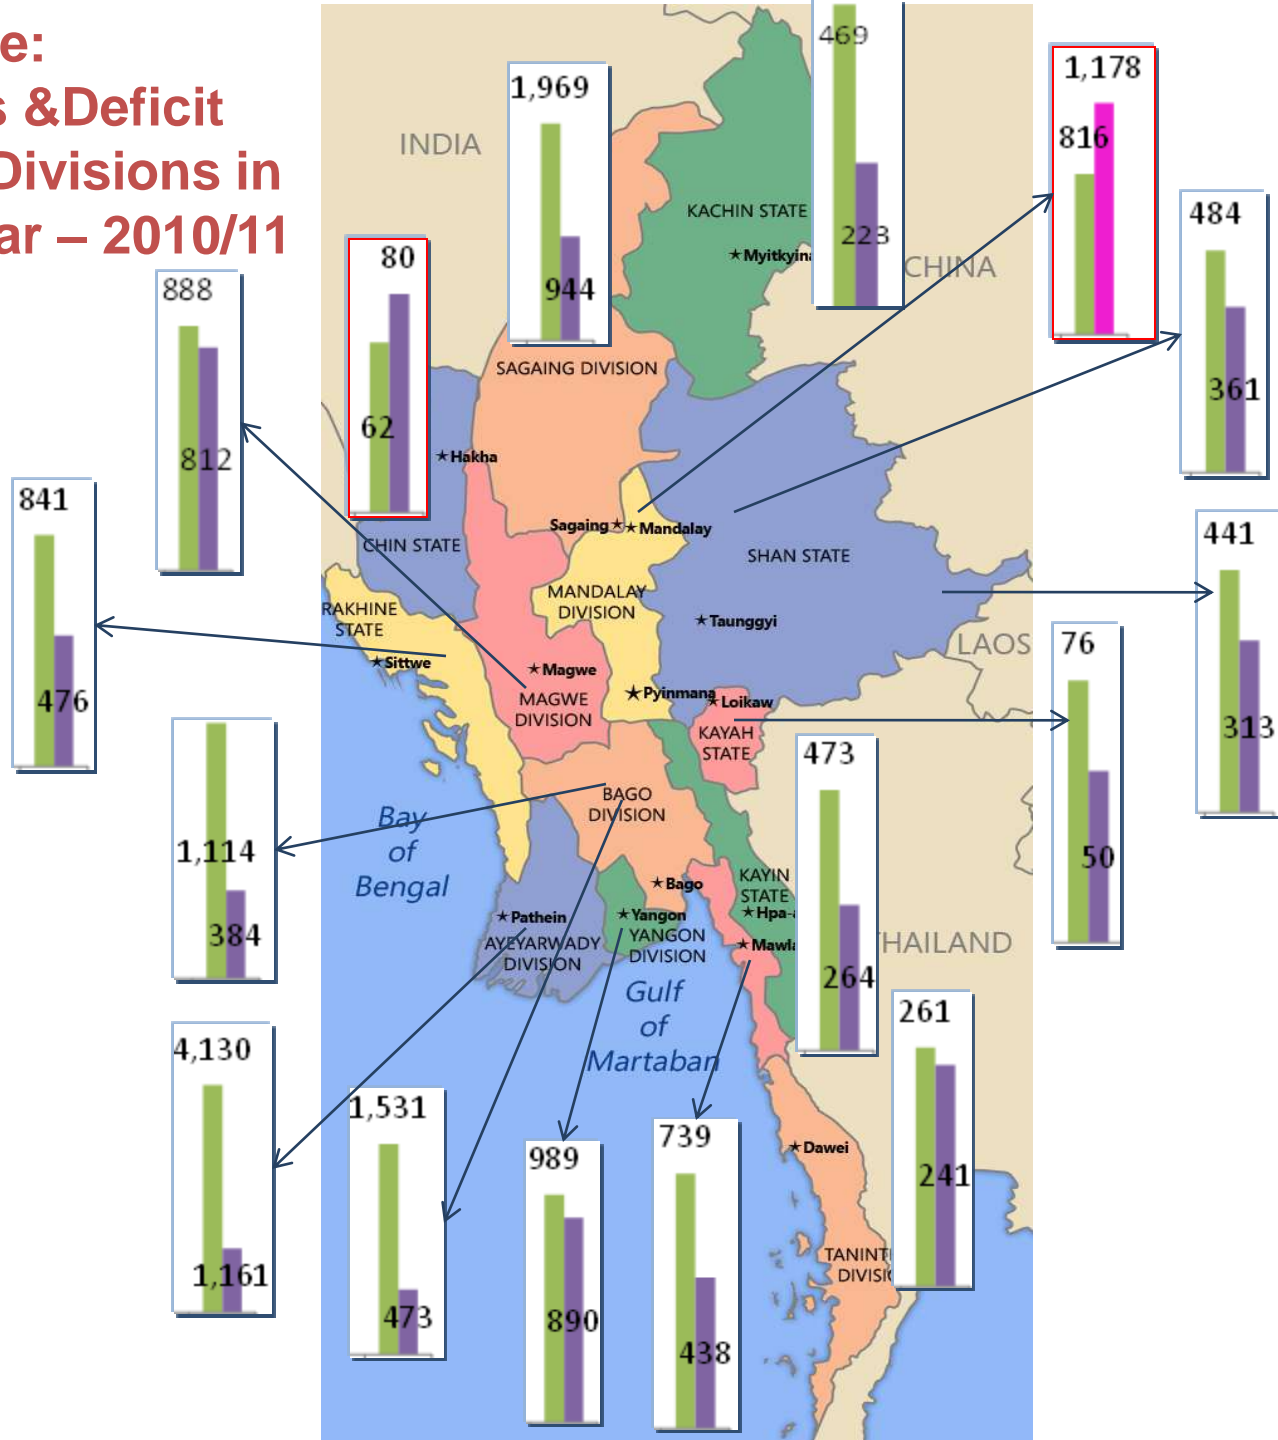 e:
s &Deficit
Divisions in
ar – 2010/11
469
223
1,969
944
1,178
816
484
361
80
62
888
812
841
476
441
313
76
50
473
264
1,114
384
261
241
4,130
1,161
1,531
473
989
890
739
438
INDIA
CHINA
LAOS
THAILAND
KACHIN STATE
Myitkyina
SAGAING DIVISION
Hakha
CHIN STATE
Sagaing
Mandalay
SHAN STATE
MANDALAY
DIVISION
RAKHINE
STATE
Sittwe
Taunggyi
Magwe
MAGWE
DIVISION
Pyinmana
Loikaw
KAYAH
STATE
BAGO
DIVISION
Bay
of
Bengal
Bago
KAYIN
STATE
Hpa-
Pathein
AYEYARWADY
DIVISION
Yangon
YANGON
DIVISION
Mawla
Gulf
of
Martaban
Dawei
TANINT
DIVISI